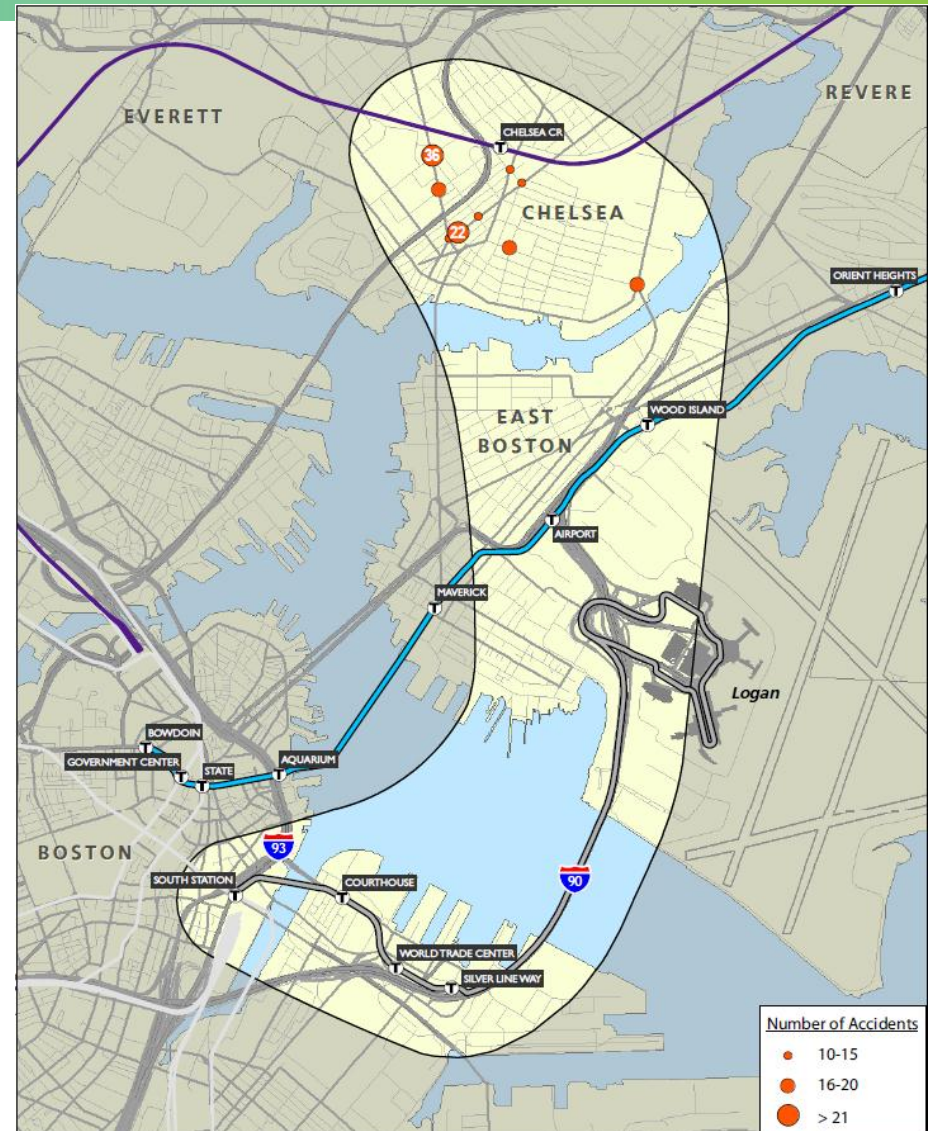 EVERETT
REVERE
CHELSEA CR
36
CHELSEA
22
ORIENT HEIGHTS
WOOD ISLAND
EAST
BOSTON
AIRPORT
MAVERICK
Logan
BOWDOIN
GOVERNMENT CENTER
STATE
AQUARIUM
BOSTON
93
SOUTH STATION
COURTHOUSE
90
WORLD TRADE CENTER
SILVER LINE WAY
Number of Accidents
10-15
16-20
> 21
T
T
T
T
T
T
T
T
T
T
T
T
T